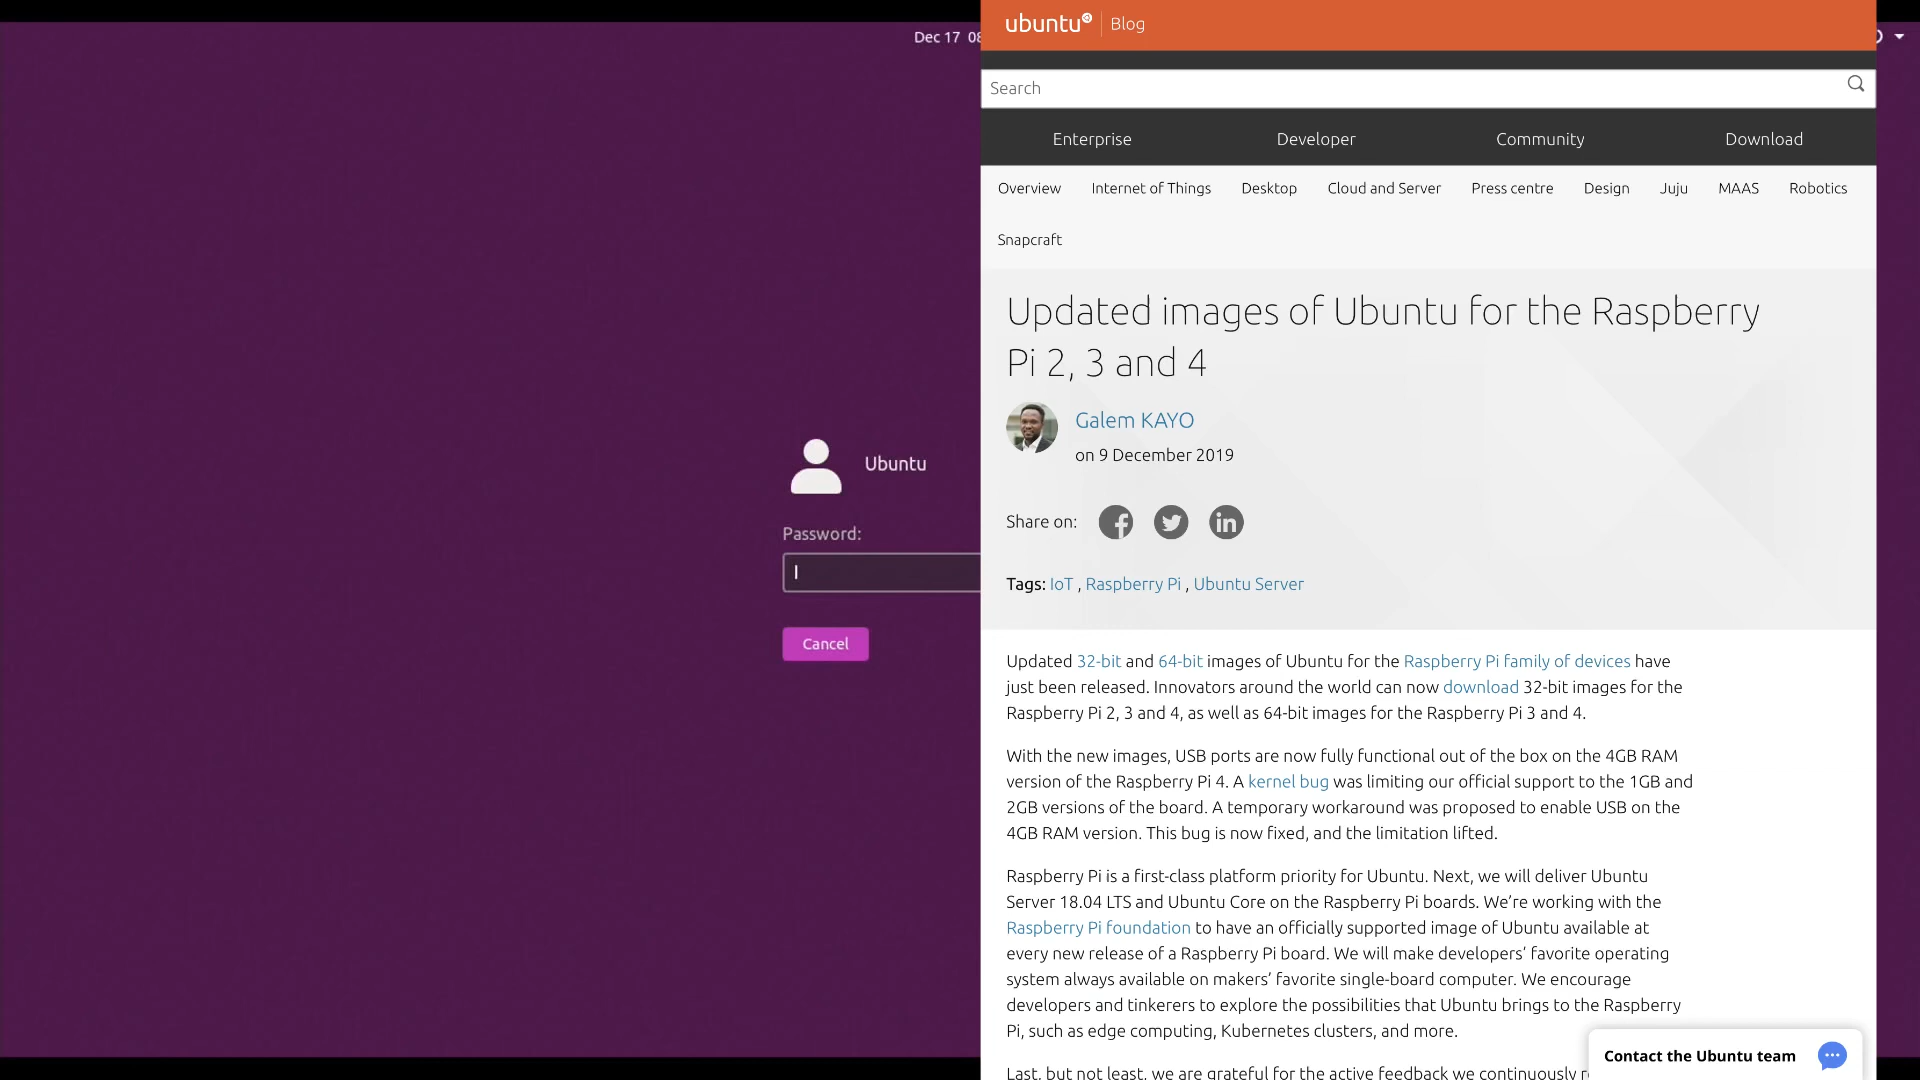 Dec 17
Ubuntu
Password:
Cancel
ubuntu Blog
Search
Enterprise Developer Community Download
Overview Internet of Things Desktop Cloud and Server Press centre Design Juju MAAS Robotics
Snapcraft
Updated images of Ubuntu for the Raspberry
Pi 2, 3 and 4
Galem KAYO
on 9 December 2019
Share on:
Tags: IoT , Raspberry Pi , Ubuntu Server
Updated 32-bit and 64-bit images of Ubuntu for the Raspberry Pi family of devices have
just been released. Innovators around the world can now download 32-bit images for the
Raspberry Pi 2, 3 and 4, as well as 64-bit images for the Raspberry Pi 3 and 4.
With the new images, USB ports are now fully functional out of the box on the 4GB RAM
version of the Raspberry Pi 4. A kernel bug was limiting our official support to the 1GB and
2GB versions of the board. A temporary workaround was proposed to enable USB on the
4GB RAM version. This bug is now fixed, and the limitation lifted.
Raspberry Pi is a first-class platform priority for Ubuntu. Next, we will deliver Ubuntu
Server 18.04 LTS and Ubuntu Core on the Raspberry Pi boards. We’re working with the
Raspberry Pi foundation to have an officially supported image of Ubuntu available at
every new release of a Raspberry Pi board. We will make developers’ favorite operating
system always available on makers’ favorite single-board computer. We encourage
developers and tinkerers to explore the possibilities that Ubuntu brings to the Raspberry
Pi, such as edge computing, Kubernetes clusters, and more.
Last, but not least, we are grateful for the active feedback we continuously
Contact the Ubuntu team